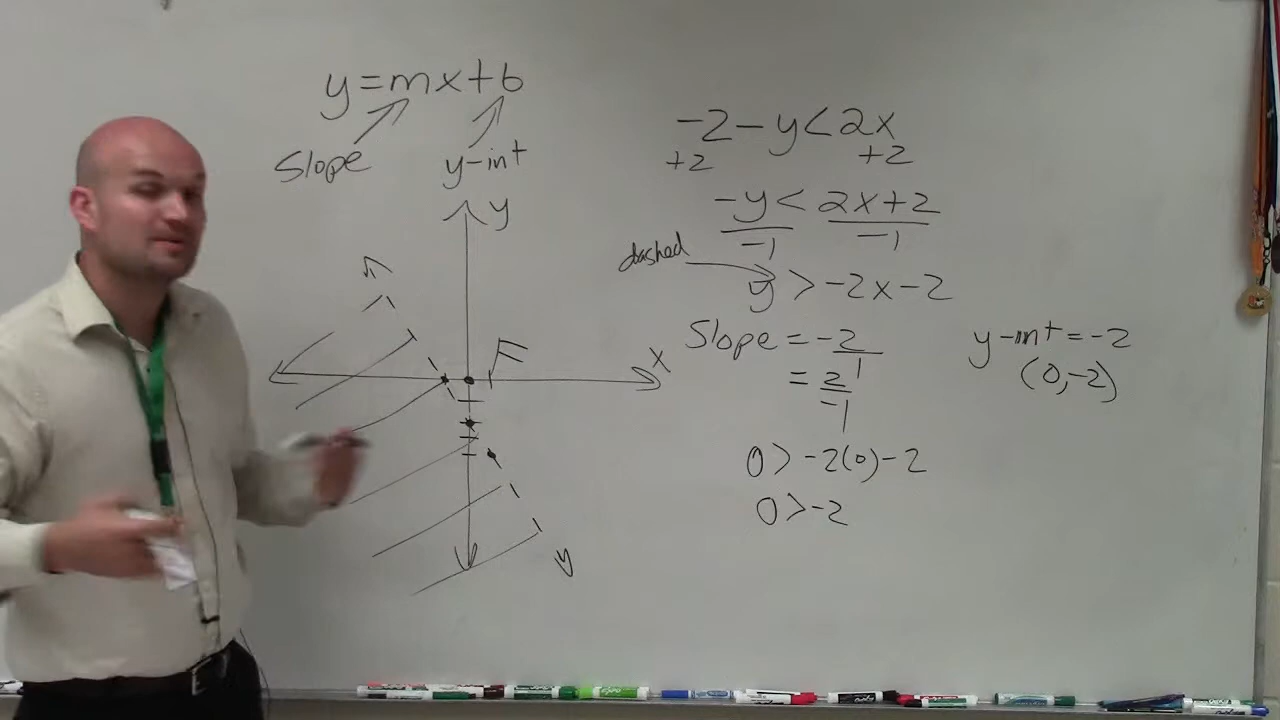 y=mx+b
Slope
y-int
y
x
F
-2-y<2x
+2 +2
-y < 2x+2
-1 -1
dashed
y > -2x-2
Slope = -2/1
= 2/-1
y-int = -2
(0,-2)
0 > -2(0)-2
0 > -2